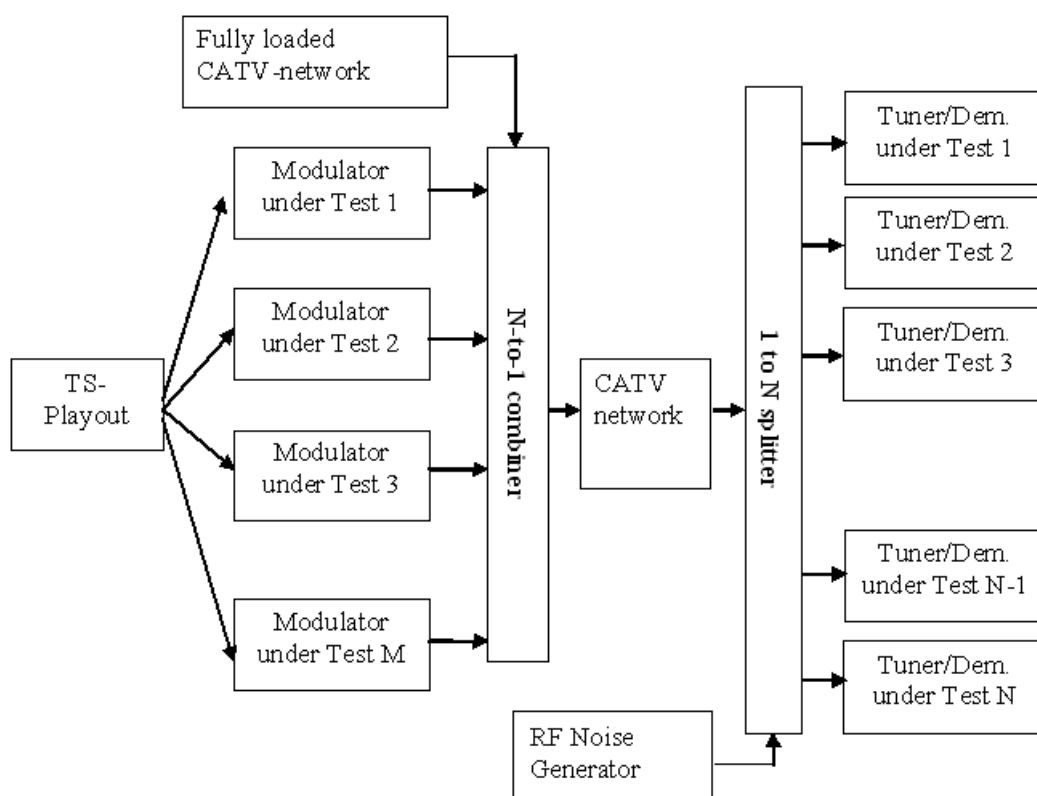 Fully loaded
CATV-network
Modulator
under Test 1
Modulator
under Test 2
Modulator
under Test 3
Modulator
under Test M
TS-
Playout
N-to-1 combiner
CATV
network
1 to N splitter
RF Noise
Generator
Tuner/Dem.
under Test 1
Tuner/Dem.
under Test 2
Tuner/Dem.
under Test 3
Tuner/Dem.
under Test N-1
Tuner/Dem.
under Test N